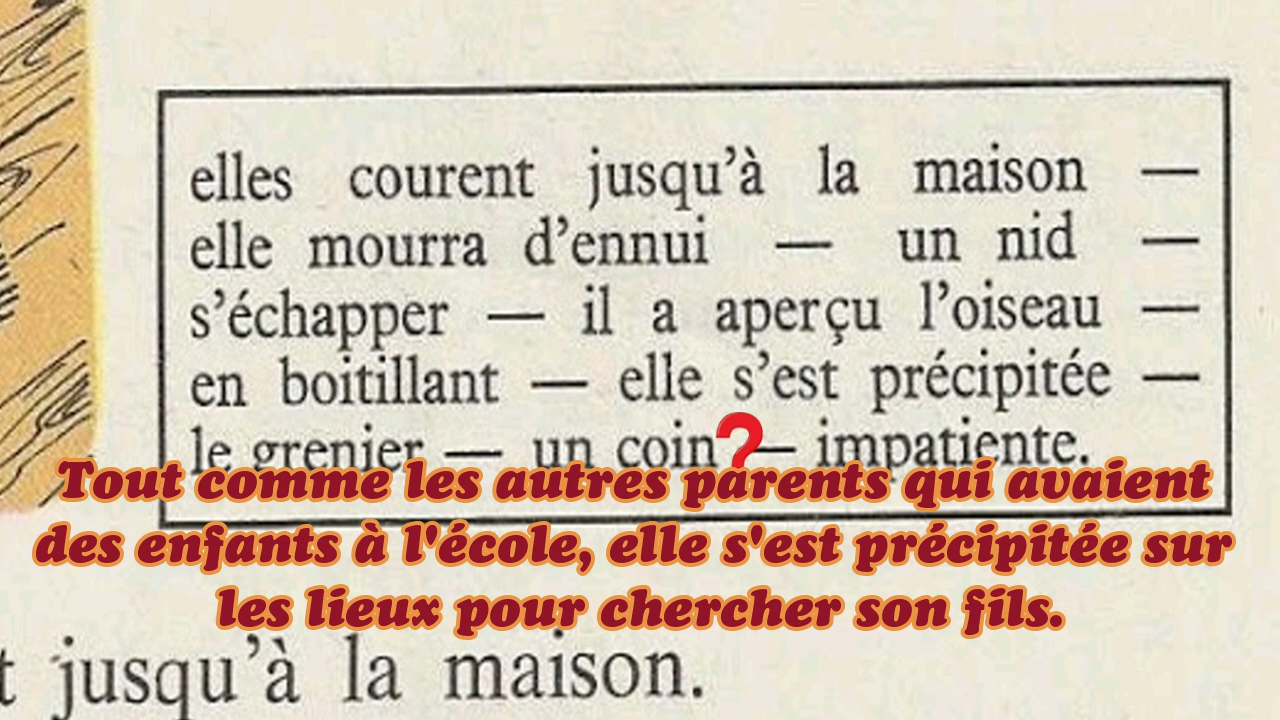 elles courent jusqu'à la maison —
elle mourra d'ennui — un nid —
s'échapper — il a aperçu l'oiseau —
en boitillant — elle s'est précipitée —
le grenier — un coin❓— impatiente.
Tout comme les autres parents qui avaient
des enfants à l'école, elle s'est précipitée sur
les lieux pour chercher son fils.
t jusqu'à la maison.